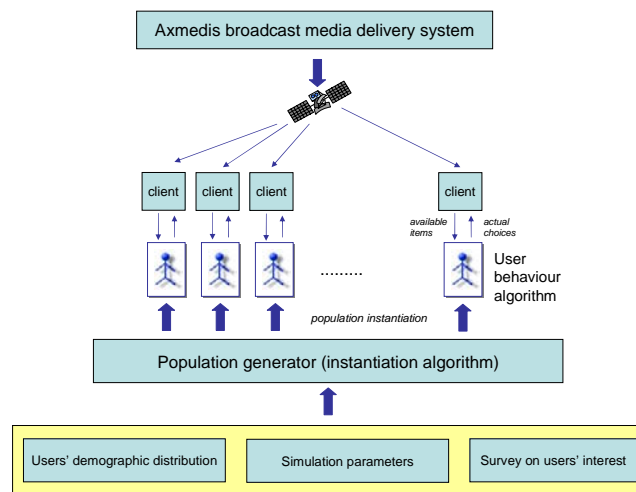 Axmedis broadcast media delivery system
client
client
client
client
available
items
actual
choices
User
behaviour
algorithm
.........
population instantiation
Population generator (instantiation algorithm)
Users' demographic distribution
Simulation parameters
Survey on users' interest